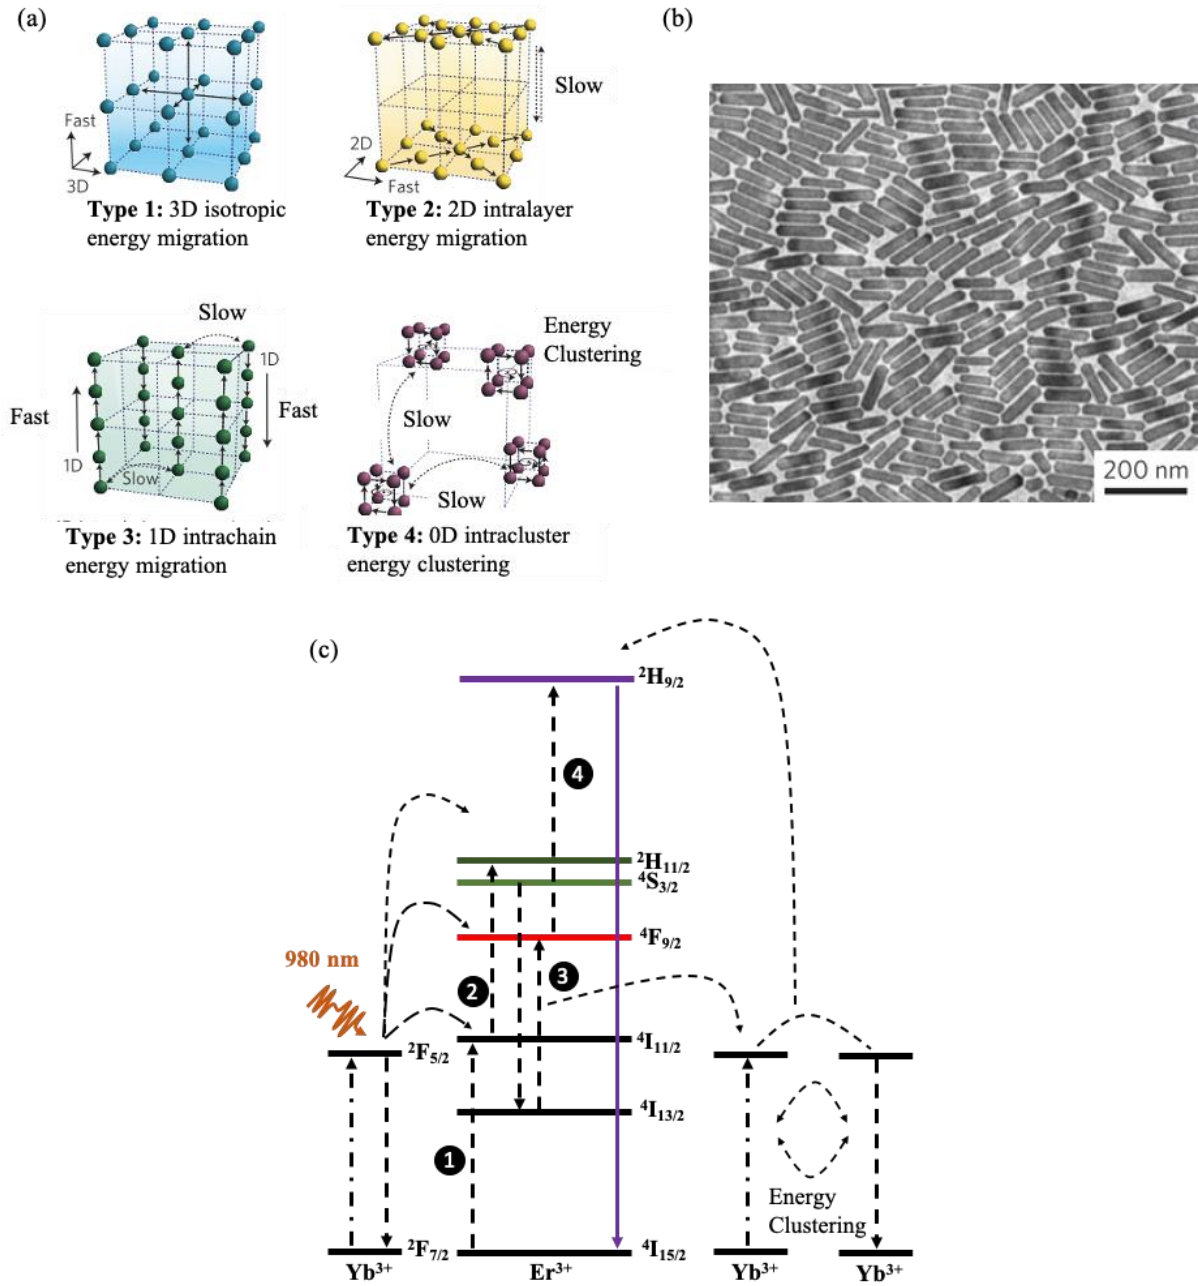 (a)
Fast
3D
Type 1: 3D isotropic
energy migration
2D
Fast
Slow
Type 2: 2D intralayer
energy migration
Slow
1D
Fast
Fast
1D
Slow
Type 3: 1D intrachain
energy migration
Energy
Clustering
Slow
Slow
Type 4: 0D intracluster
energy clustering
(b)
200 nm
(c)
²H₉/₂
4
²H₁₁/₂
⁴S₃/₂
⁴F₉/₂
980 nm
2
3
²F₅/₂
⁴I₁₁/₂
⁴I₁₃/₂
1
Energy
Clustering
²F₇/₂
⁴I₁₅/₂
Yb³⁺
Er³⁺
Yb³⁺
Yb³⁺